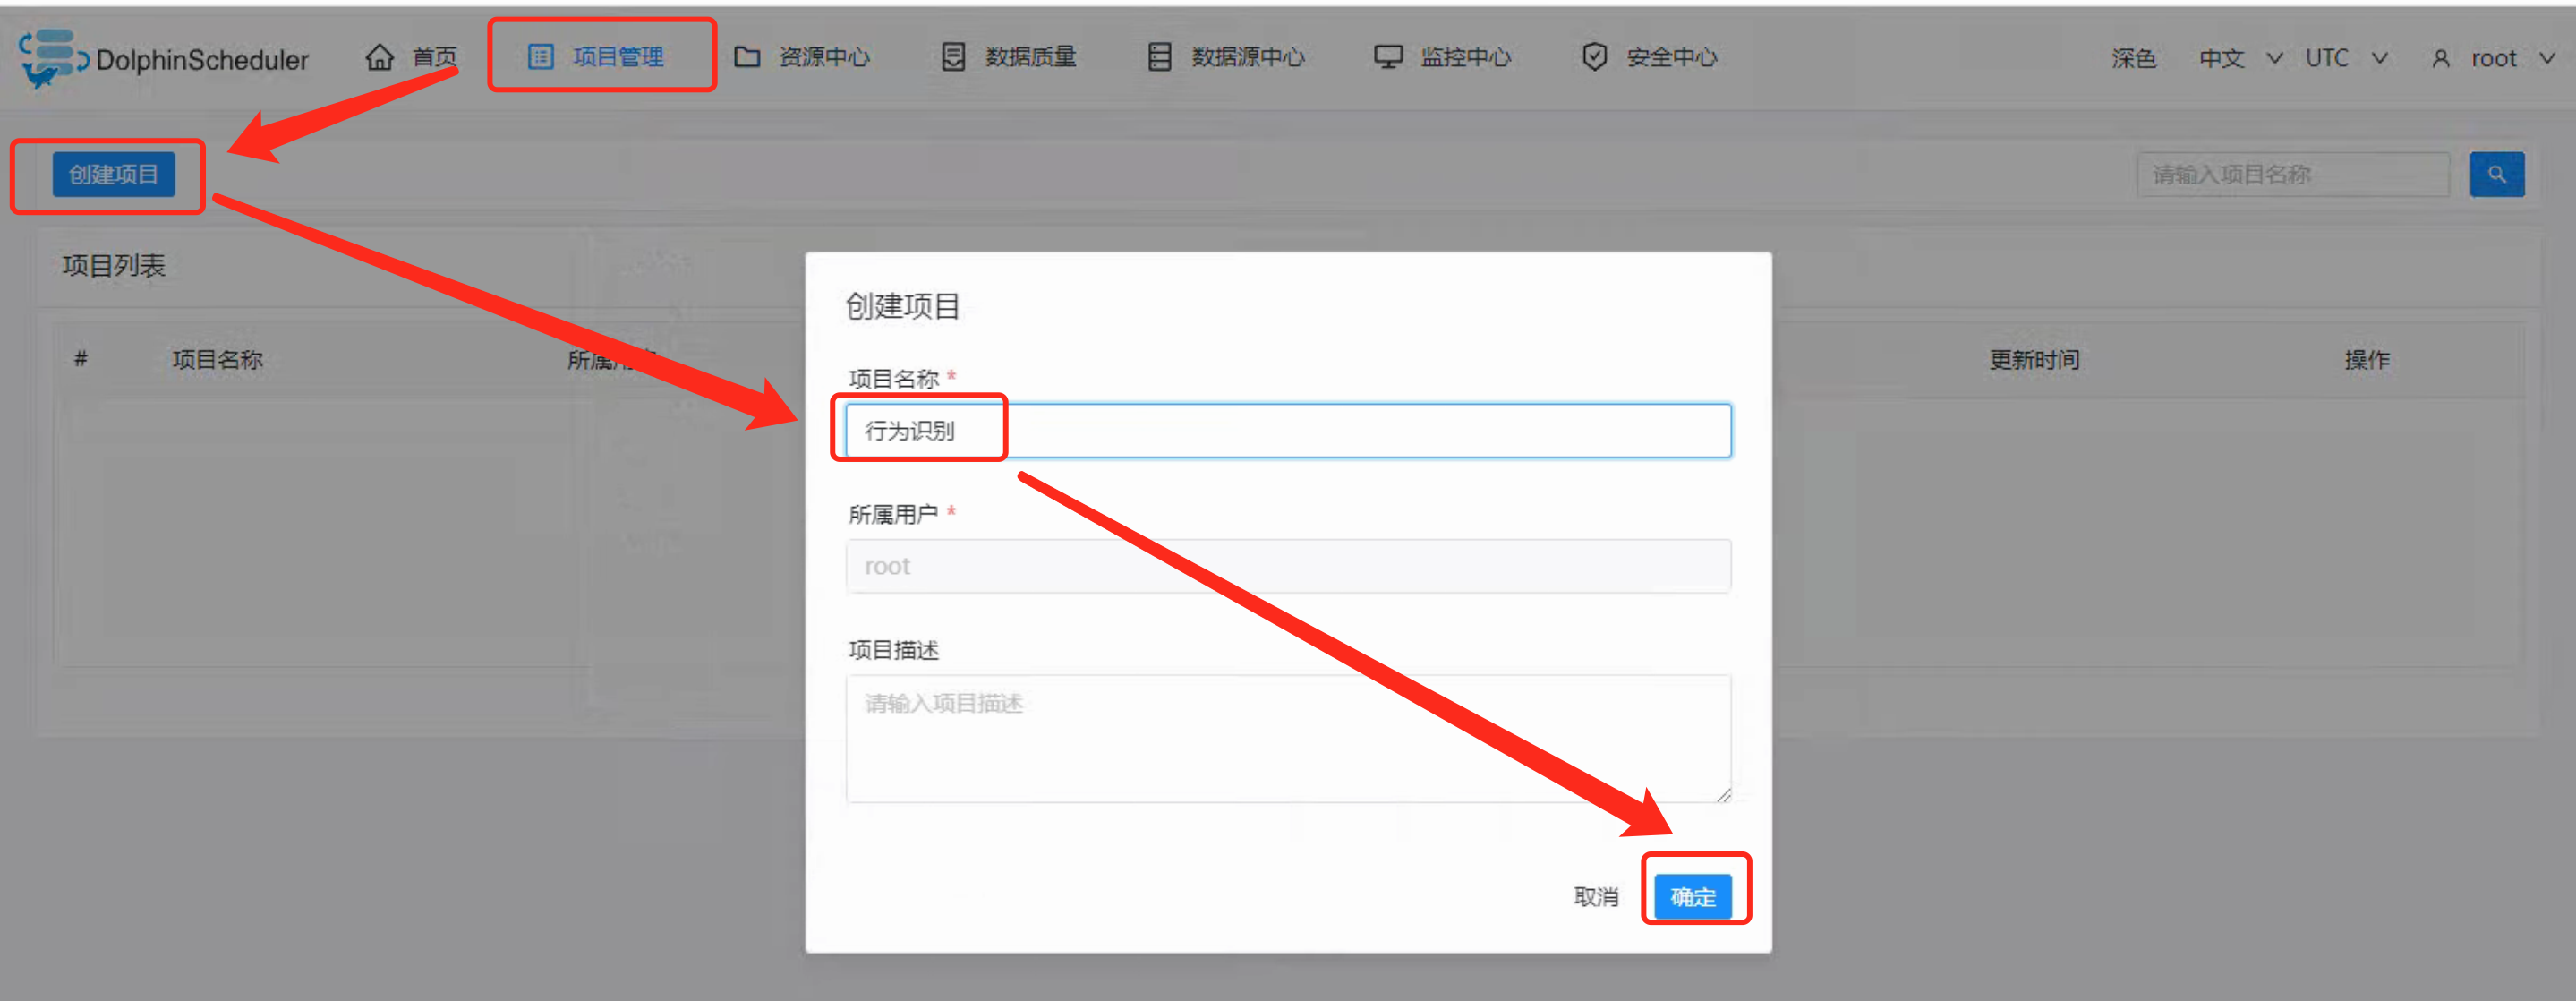 DolphinScheduler 首页 项目管理 资源中心 数据质量 数据源中心 监控中心 安全中心 深色 中文 UTC root
创建项目 请输入项目名称
项目列表
# 项目名称 更新时间 操作
创建项目
项目名称 *
行为识别
所属用户 *
root
项目描述
请输入项目描述
取消 确定